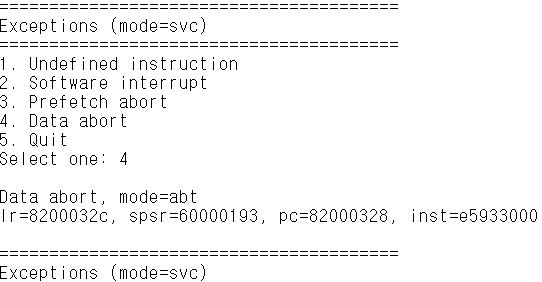 ========================================
Exceptions (mode=svc)
========================================
1. Undefined instruction
2. Software interrupt
3. Prefetch abort
4. Data abort
5. Quit
Select one: 4
Data abort, mode=abt
lr=8200032c, spsr=60000193, pc=82000328, inst=e5933000
========================================
Exceptions (mode=svc)